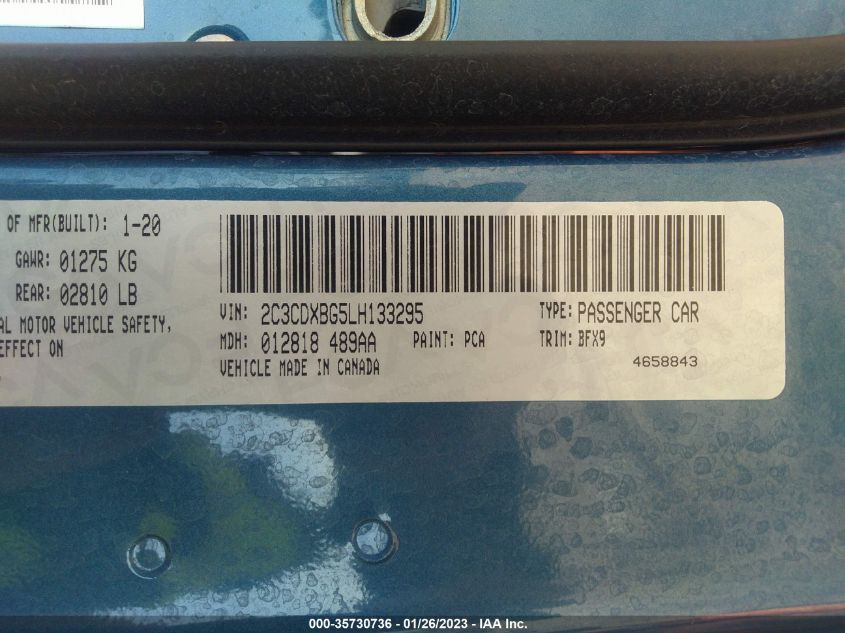 OF MFR(BUILT): 1-20
GAWR: 01275 KG
REAR: 02810 LB
AL MOTOR VEHICLE SAFETY,
EFFECT ON
VIN: 2C3CDXBG5LH133295
TYPE: PASSENGER CAR
MDH: 012818 489AA
PAINT: PCA
TRIM: BFX9
VEHICLE MADE IN CANADA
4658843
000-35730736 - 01/26/2023 - IAA Inc.